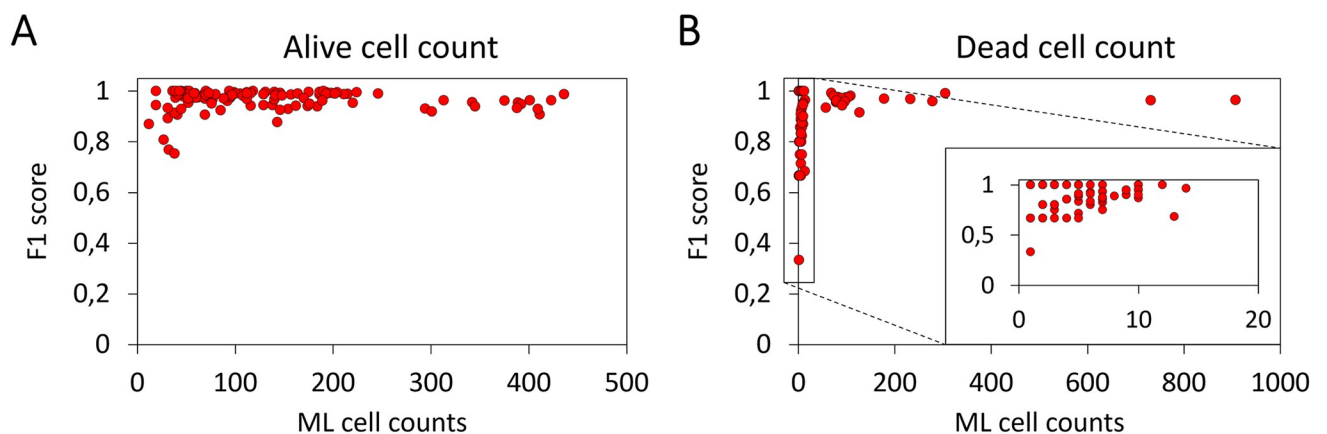 A
Alive cell count
F1 score
1
0,8
0,6
0,4
0,2
0
0 100 200 300 400 500
ML cell counts
B
Dead cell count
F1 score
1
0,8
0,6
0,4
0,2
0
0 200 400 600 800 1000
ML cell counts
1
0,5
0
0 10 20